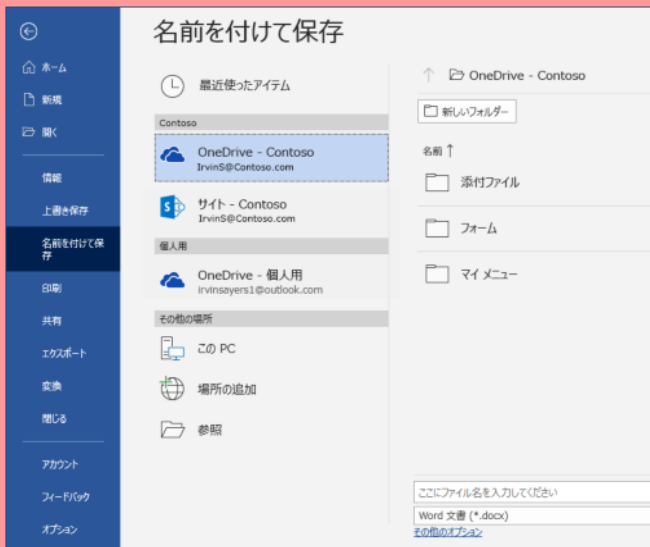 ホーム
新規
開く
情報
上書き保存
名前を付けて保
存
印刷
共有
エクスポート
変換
閉じる
アカウント
フィードバック
オプション
名前を付けて保存
最近使ったアイテム
Contoso
OneDrive - Contoso
IrvinS@Contoso.com
サイト - Contoso
IrvinS@Contoso.com
個人用
OneDrive - 個人用
irvinsayers1@outlook.com
その他の場所
この PC
場所の追加
参照
↑ OneDrive - Contoso
新しいフォルダー
名前 ↑
添付ファイル
フォーム
マイ メニュー
ここにファイル名を入力してください
Word 文書 (*.docx)
その他のオプション